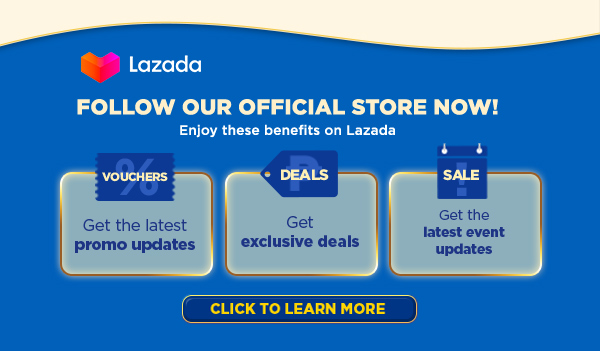 Lazada
FOLLOW OUR OFFICIAL STORE NOW!
Enjoy these benefits on Lazada
%
VOUCHERS
Get the latest
promo updates
P
DEALS
Get
exclusive deals
!
SALE
Get the
latest event
updates
CLICK TO LEARN MORE